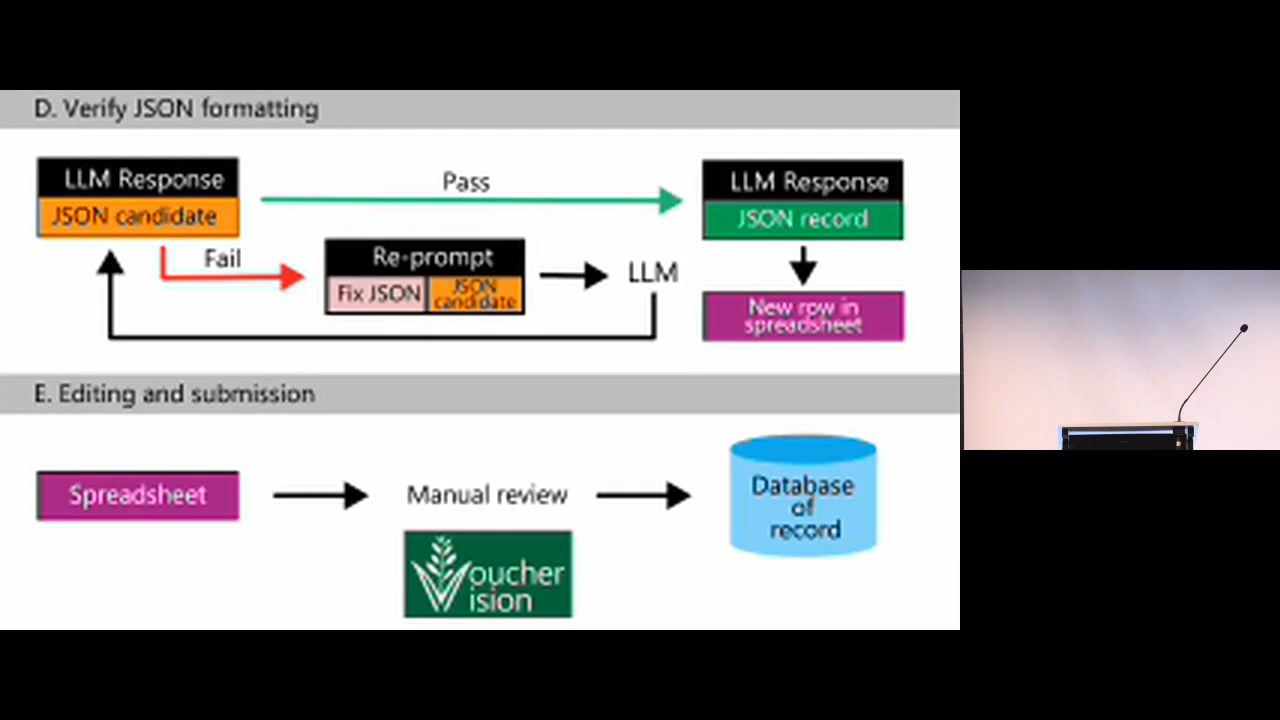 D. Verify JSON formatting
LLM Response
JSON candidate
Pass
LLM Response
JSON record
Fail
Re-prompt
Fix JSON
JSON
candidate
LLM
New row in
spreadsheet
E. Editing and submission
Spreadsheet
Manual review
Database
of
record
Voucher
ision